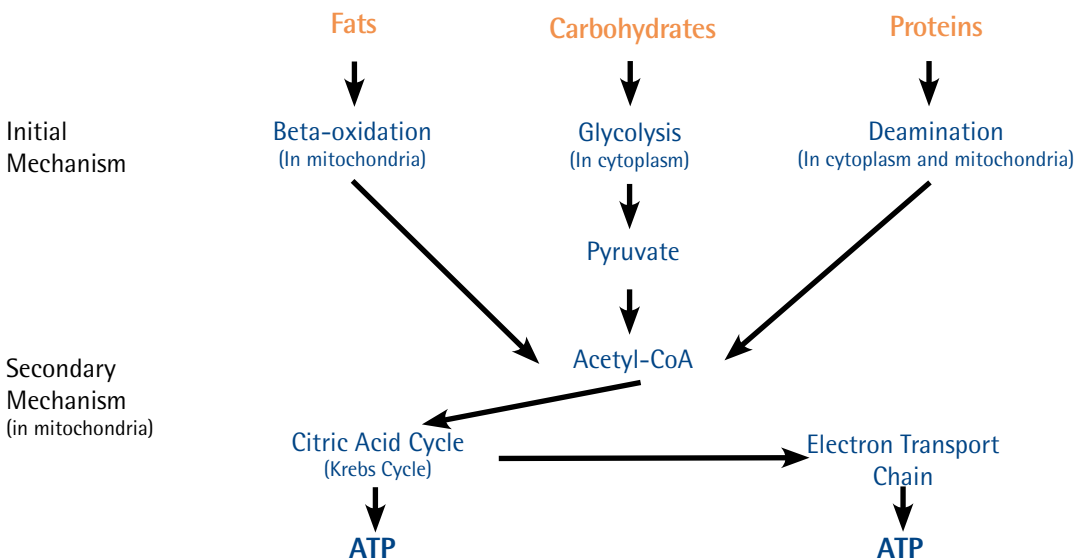 Fats
Carbohydrates
Proteins
Initial
Mechanism
Beta-oxidation
(In mitochondria)
Glycolysis
(In cytoplasm)
Deamination
(In cytoplasm and mitochondria)
Pyruvate
Acetyl-CoA
Secondary
Mechanism
(in mitochondria)
Citric Acid Cycle
(Krebs Cycle)
Electron Transport
Chain
ATP
ATP